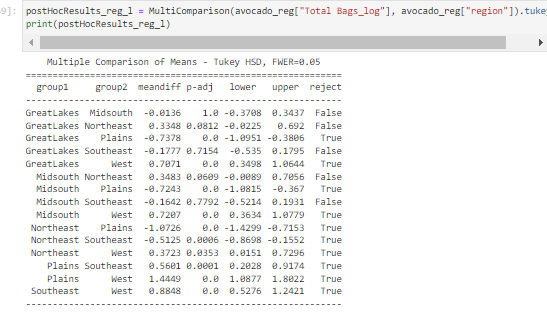 39]: postHocResults_reg_l = MultiComparison(avocado_reg["Total Bags_log"], avocado_reg["region"]).tuke
print(postHocResults_reg_l)
Multiple Comparison of Means - Tukey HSD, FWER=0.05
===================================================
group1 group2 meandiff p-adj lower upper reject
---------------------------------------------------
GreatLakes Midsouth -0.0136 1.0 -0.3708 0.3437 False
GreatLakes Northeast 0.3348 0.0812 -0.0225 0.692 False
GreatLakes Plains -0.7378 0.0 -1.0951 -0.3806 True
GreatLakes Southeast -0.1777 0.7154 -0.535 0.1795 False
GreatLakes West 0.7071 0.0 0.3498 1.0644 True
Midsouth Northeast 0.3483 0.0609 -0.0089 0.7056 False
Midsouth Plains -0.7243 0.0 -1.0815 -0.367 True
Midsouth Southeast -0.1642 0.7792 -0.5214 0.1931 False
Midsouth West 0.7207 0.0 0.3634 1.0779 True
Northeast Plains -1.0726 0.0 -1.4299 -0.7153 True
Northeast Southeast -0.5125 0.0006 -0.8698 -0.1552 True
Northeast West 0.3723 0.0353 0.0151 0.7296 True
Plains Southeast 0.5601 0.0001 0.2028 0.9174 True
Plains West 1.4449 0.0 1.0877 1.8022 True
Southeast West 0.8848 0.0 0.5276 1.2421 True
---------------------------------------------------